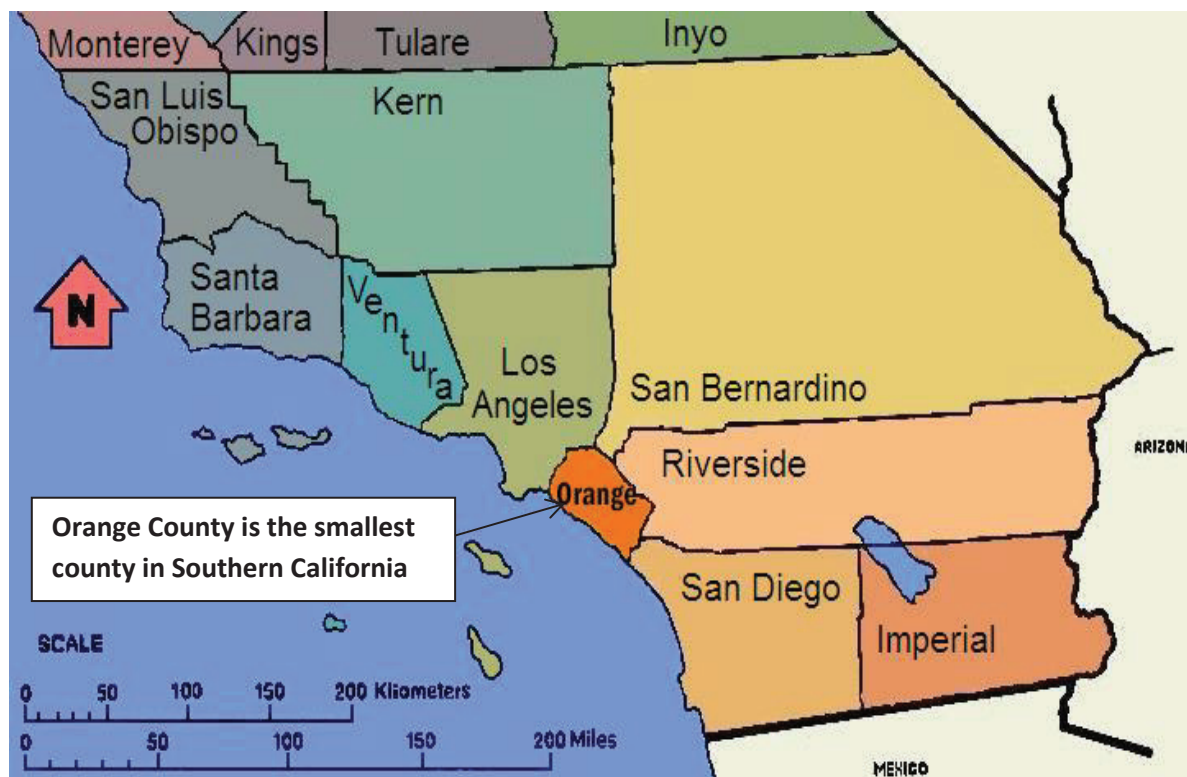 Monterey
Kings
Tulare
Inyo
San Luis
Obispo
Kern
Santa
Barbara
Ventura
Los
Angeles
San Bernardino
Orange
Riverside
ARIZONA
Orange County is the smallest
county in Southern California
San Diego
Imperial
N
SCALE
0 50 100 150 200 Kliometers
0 50 100 150 200 Miles
MEXICO